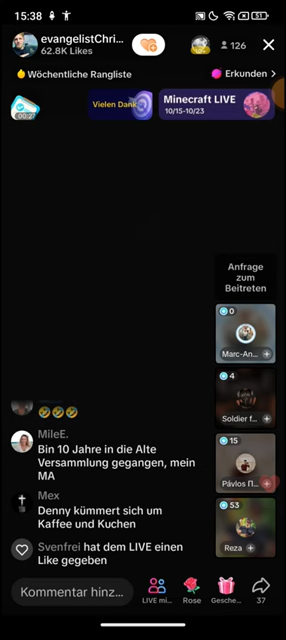 15:38
51
evangelistChri...
62.8K Likes
126
Wöchentliche Rangliste
Erkunden >
00:27
Vielen Dank
Minecraft LIVE
10/15-10/23
Anfrage
zum
Beitreten
0
Marc-An...
4
Soldier f...
15
Pávlos Π...
53
Reza
🤣🤣🤣
MileE.
Bin 10 Jahre in die Alte
Versammlung gegangen, mein
MA
Mex
Denny kümmert sich um
Kaffee und Kuchen
Svenfrei hat dem LIVE einen
Like gegeben
Kommentar hinz...
LIVE mi...
Rose
Gesche...
37